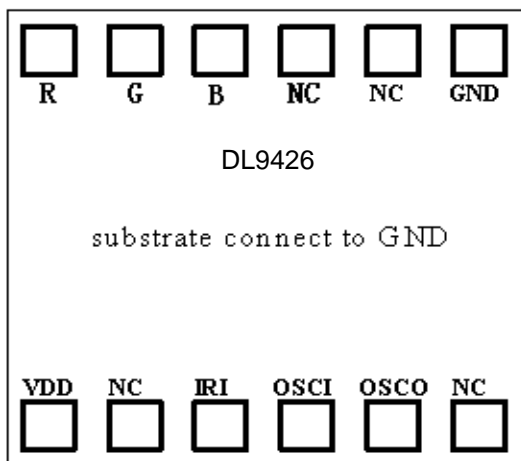 R G B NC NC GND
DL9426
substrate connect to GND
VDD NC IRI OSCI OSCO NC